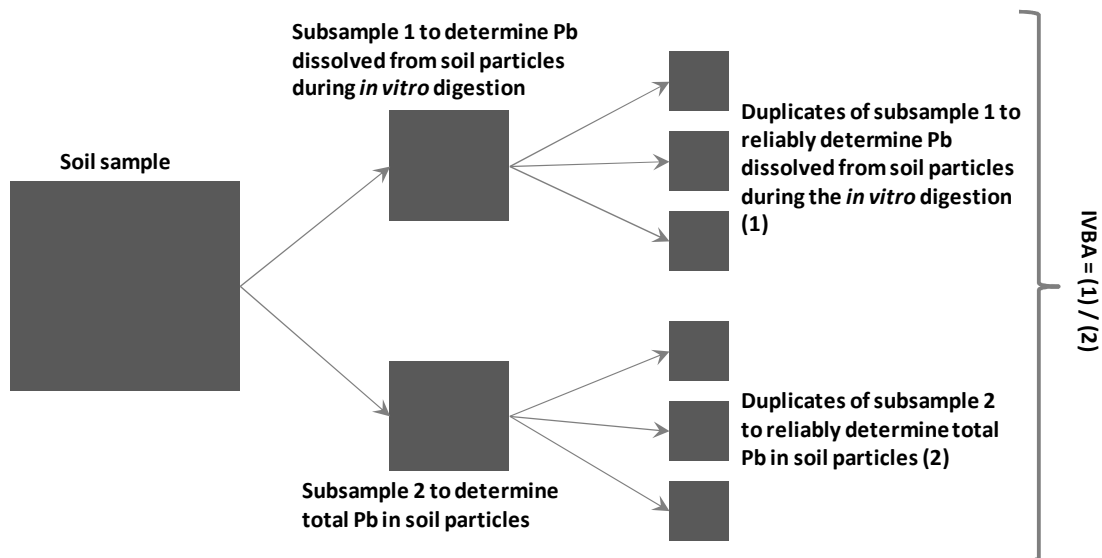 Subsample 1 to determine Pb
dissolved from soil particles
during in vitro digestion
Soil sample
Duplicates of subsample 1 to
reliably determine Pb
dissolved from soil particles
during the in vitro digestion
(1)
Subsample 2 to determine
total Pb in soil particles
Duplicates of subsample 2
to reliably determine total
Pb in soil particles (2)
IVBA = (1) / (2)